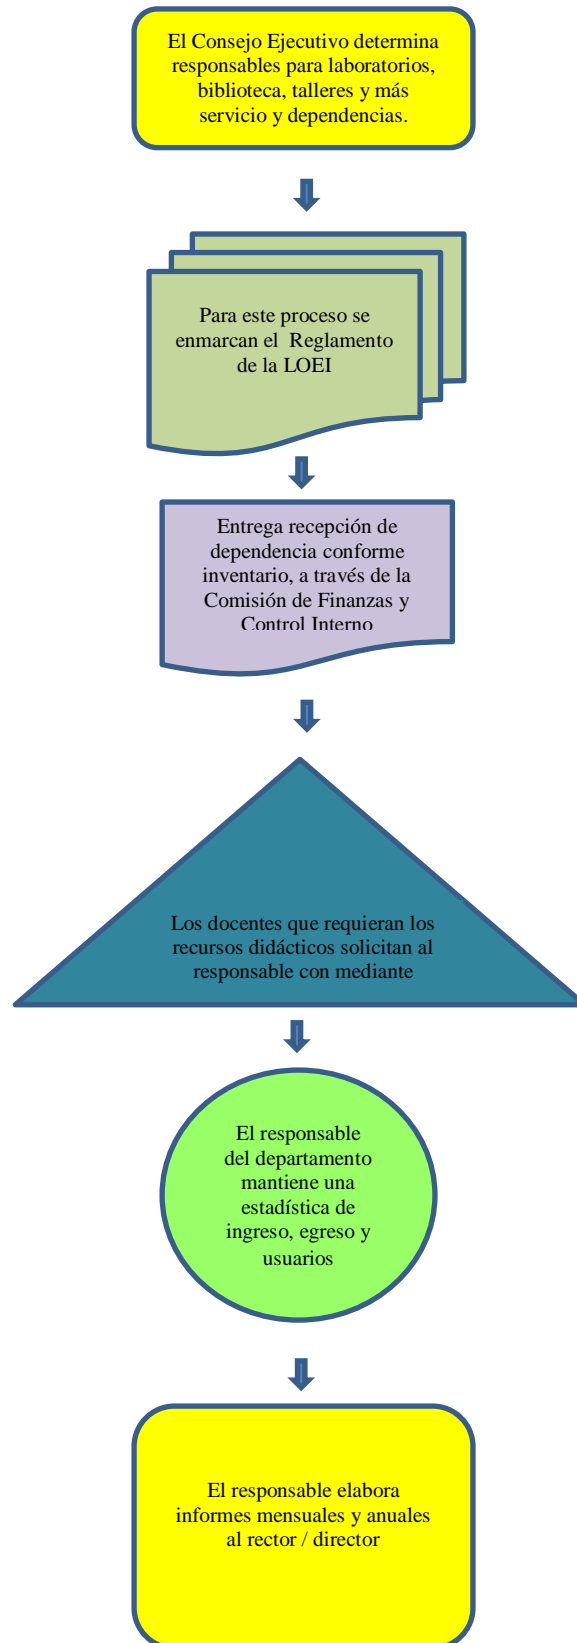 El Consejo Ejecutivo determina
responsables para laboratorios,
biblioteca, talleres y más
servicio y dependencias.
Para este proceso se
enmarcan el Reglamento
de la LOEI
Entrega recepción de
dependencia conforme
inventario, a través de la
Comisión de Finanzas y
Control Interno
Los docentes que requieran los
recursos didácticos solicitan al
responsable con mediante
El responsable
del departamento
mantiene una
estadística de
ingreso, egreso y
usuarios
El responsable elabora
informes mensuales y anuales
al rector / director